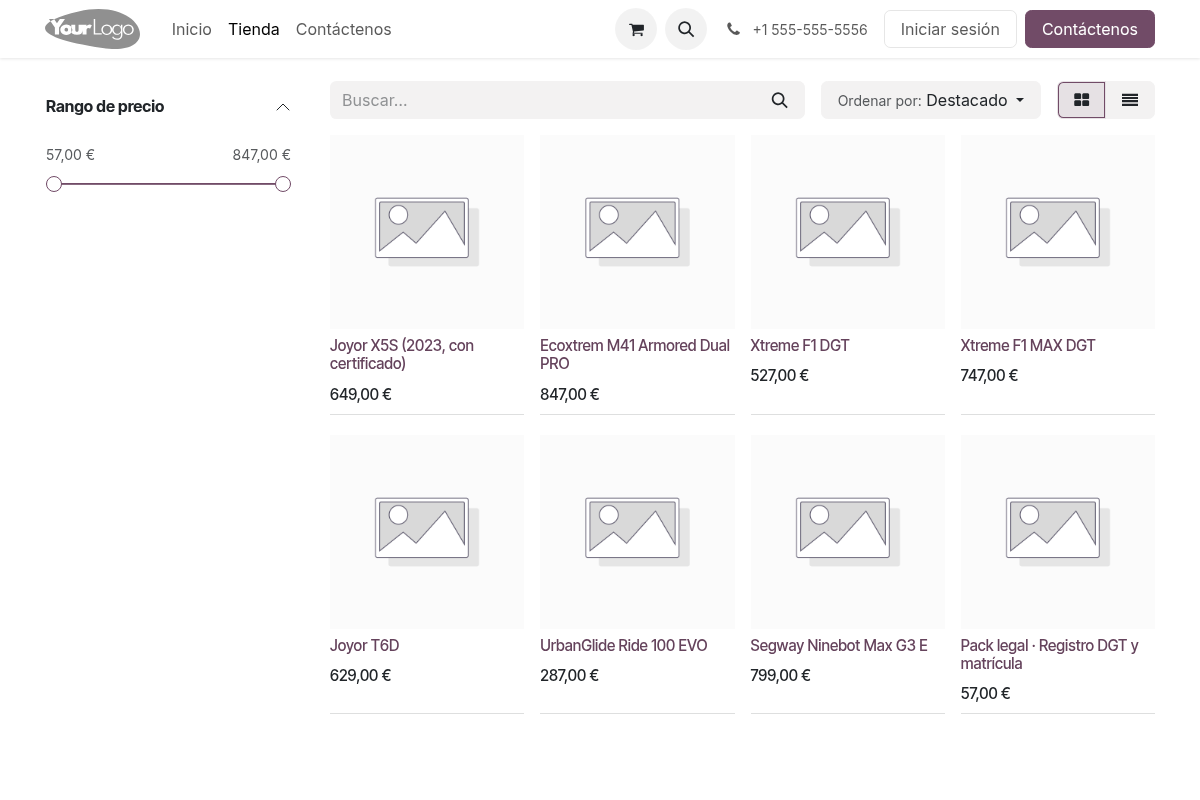 YourLogo
Inicio
Tienda
Contáctenos
+1 555-555-5556
Iniciar sesión
Contáctenos
Rango de precio
57,00 €
847,00 €
Buscar...
Ordenar por: Destacado
Joyor X5S (2023, con
certificado)
649,00 €
Ecoxtrem M41 Armored Dual
PRO
847,00 €
Xtreme F1 DGT
527,00 €
Xtreme F1 MAX DGT
747,00 €
Joyor T6D
629,00 €
UrbanGlide Ride 100 EVO
287,00 €
Segway Ninebot Max G3 E
799,00 €
Pack legal · Registro DGT y
matrícula
57,00 €